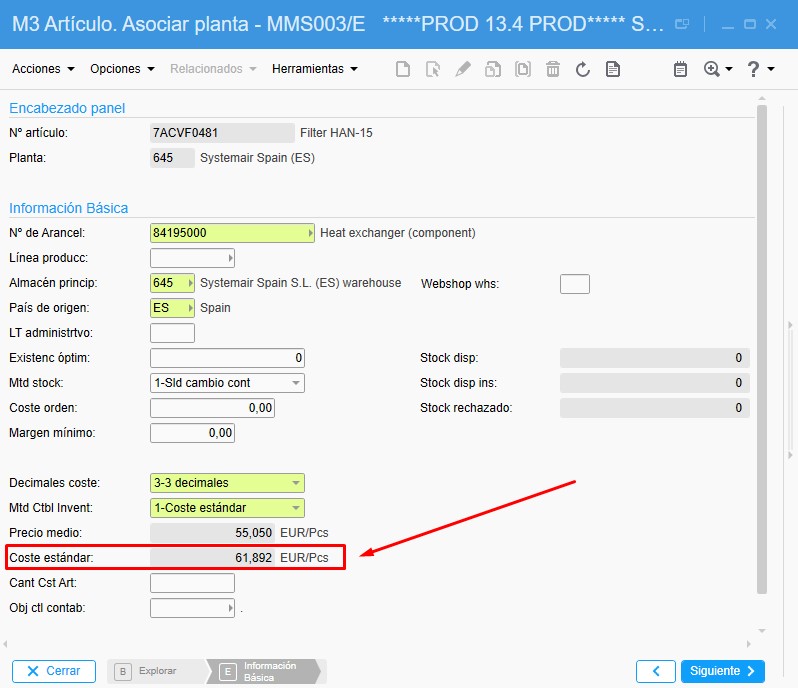 M3 Artículo. Asociar planta - MMS003/E *****PROD 13.4 PROD***** S...
Acciones Opciones Relacionados Herramientas
Encabezado panel
Nº artículo: 7ACVF0481 Filter HAN-15
Planta: 645 Systemair Spain (ES)
Información Básica
Nº de Arancel: 84195000 Heat exchanger (component)
Línea producc:
Almacén princip: 645 Systemair Spain S.L. (ES) warehouse Webshop whs:
País de origen: ES Spain
LT administrtvo:
Existenc óptim: 0 Stock disp: 0
Mtd stock: 1-Sld cambio cont Stock disp ins: 0
Coste orden: 0,00 Stock rechazado: 0
Margen mínimo: 0,00
Decimales coste: 3-3 decimales
Mtd Ctbl Invent: 1-Coste estándar
Precio medio: 55,050 EUR/Pcs
Coste estándar: 61,892 EUR/Pcs
Cant Cst Art:
Obj ctl contab: .
Cerrar B Explorar E Información Básica Siguiente